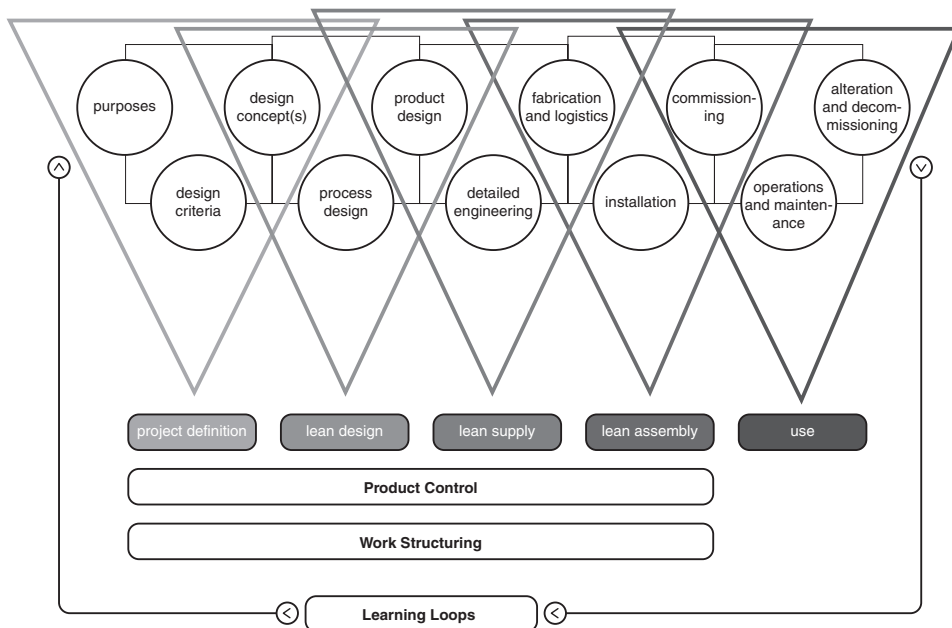 purposes
design
concept(s)
product
design
fabrication
and logistics
commission-
ing
alteration
and decom-
missioning
design
criteria
process
design
detailed
engineering
installation
operations
and mainten-
ance
project definition
lean design
lean supply
lean assembly
use
Product Control
Work Structuring
Learning Loops